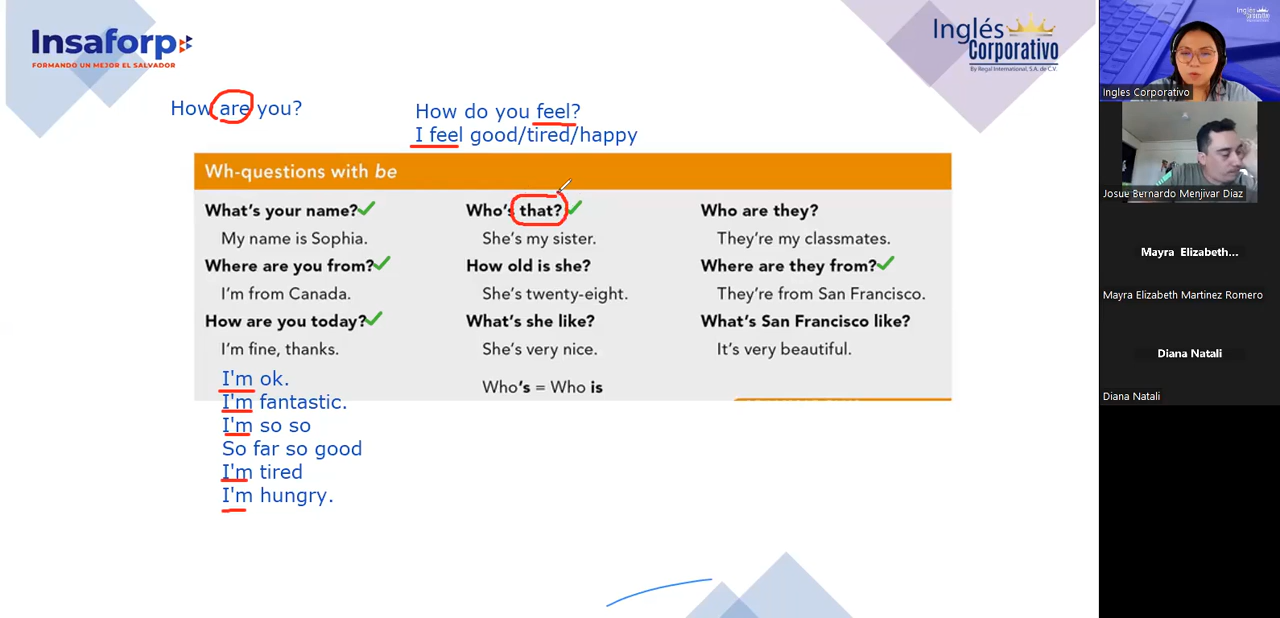 Insaforp
FORMANDO UN MEJOR EL SALVADOR
Inglés
Corporativo
By Regal International, S.A. de C.V.
How are you?
How do you feel?
I feel good/tired/happy
Wh-questions with be
What's your name?
My name is Sophia.
Where are you from?
I'm from Canada.
How are you today?
I'm fine, thanks.
I'm ok.
I'm fantastic.
I'm so so
So far so good
I'm tired
I'm hungry.
Who's that?
She's my sister.
How old is she?
She's twenty-eight.
What's she like?
She's very nice.
Who's = Who is
Who are they?
They're my classmates.
Where are they from?
They're from San Francisco.
What's San Francisco like?
It's very beautiful.
Inglés
Ingles Corporativo
Josue Bernardo Menjivar Diaz
Mayra Elizabeth...
Mayra Elizabeth Martinez Romero
Diana Natali
Diana Natali